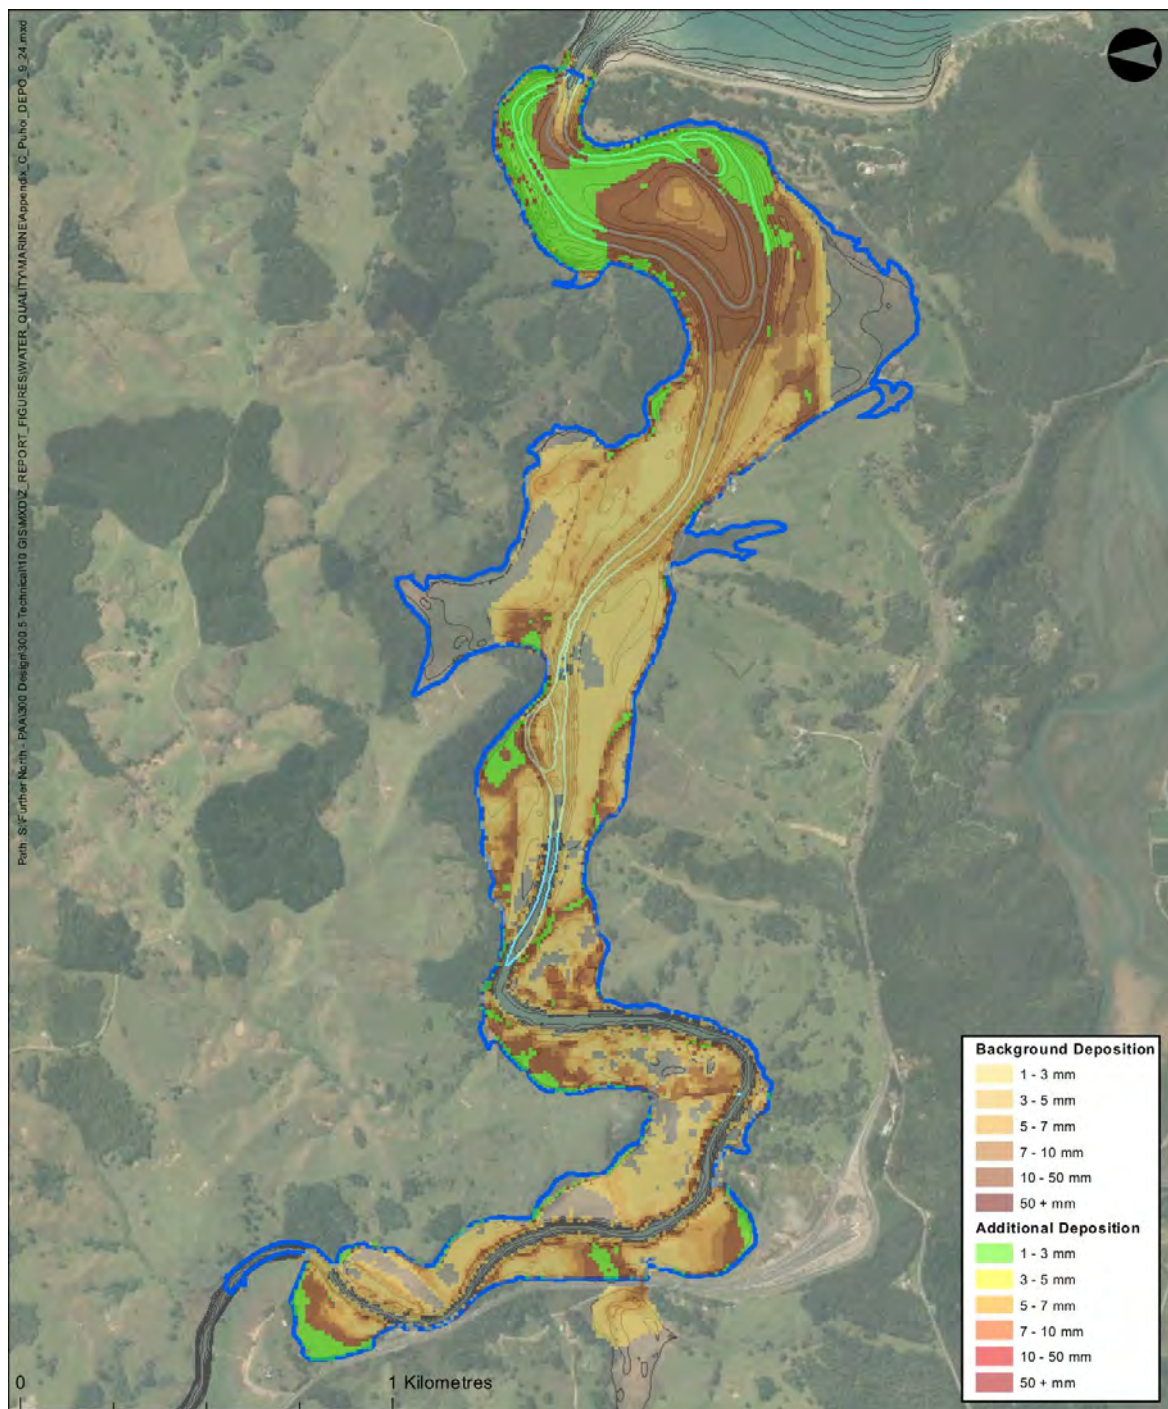 Path: S:\Further North - PAA\300 Design\300.5 Technical\10 GIS\MXD\Z_REPORT_FIGURES\WATER_QUALITY\MARINE\Appendix_C_Puhoi_DEPO_9_24.mxd
Background Deposition
1 - 3 mm
3 - 5 mm
5 - 7 mm
7 - 10 mm
10 - 50 mm
50 + mm
Additional Deposition
1 - 3 mm
3 - 5 mm
5 - 7 mm
7 - 10 mm
10 - 50 mm
50 + mm
0
1 Kilometres